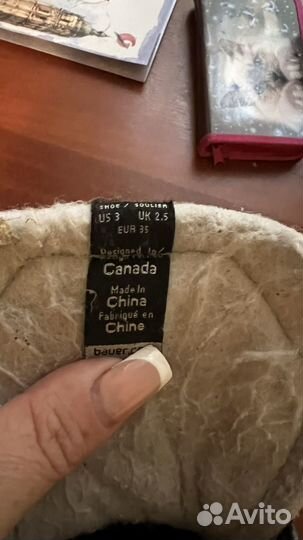 SHOE / SOULIER
US 3 UK 2.5
EUR 35
Designed in/
Canada
Made in
China
Fabriqué en
Chine
Avito